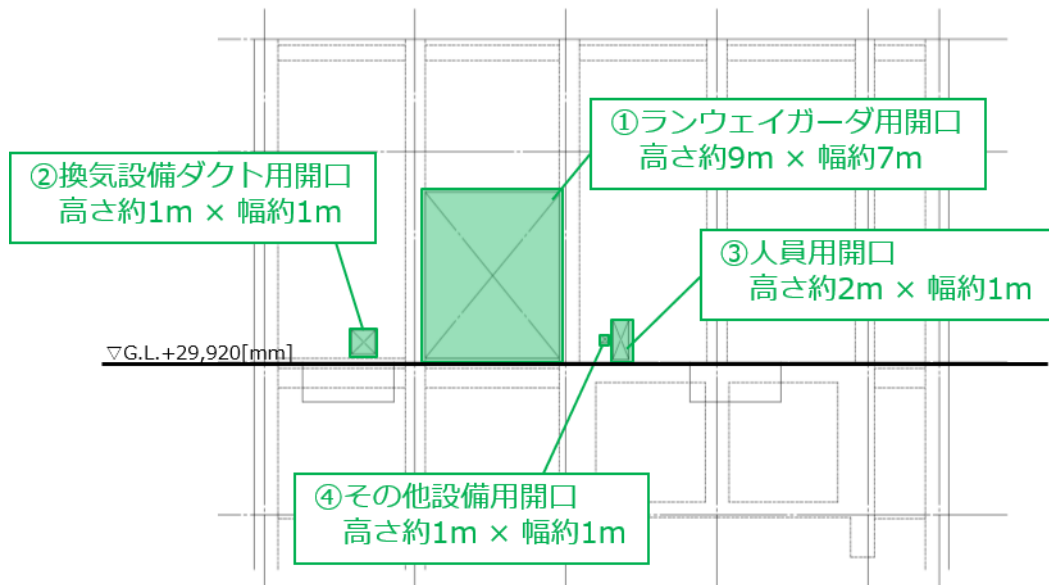 ①ランウェイガーダ用開口
高さ約9m × 幅約7m
②換気設備ダクト用開口
高さ約1m × 幅約1m
③人員用開口
高さ約2m × 幅約1m
▽G.L.+29,920[mm]
④その他設備用開口
高さ約1m × 幅約1m